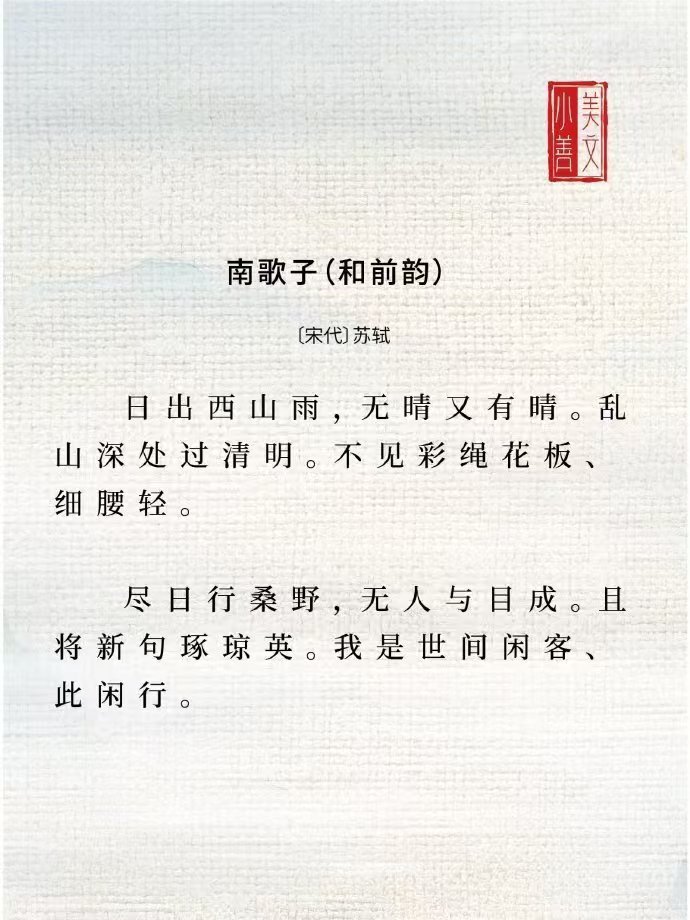 美文
小善
南歌子（和前韵）
〔宋代〕苏轼
日出西山雨，无晴又有晴。乱
山深处过清明。不见彩绳花板、
细腰轻。
尽日行桑野，无人与目成。且
将新句琢琼英。我是世间闲客、
此闲行。